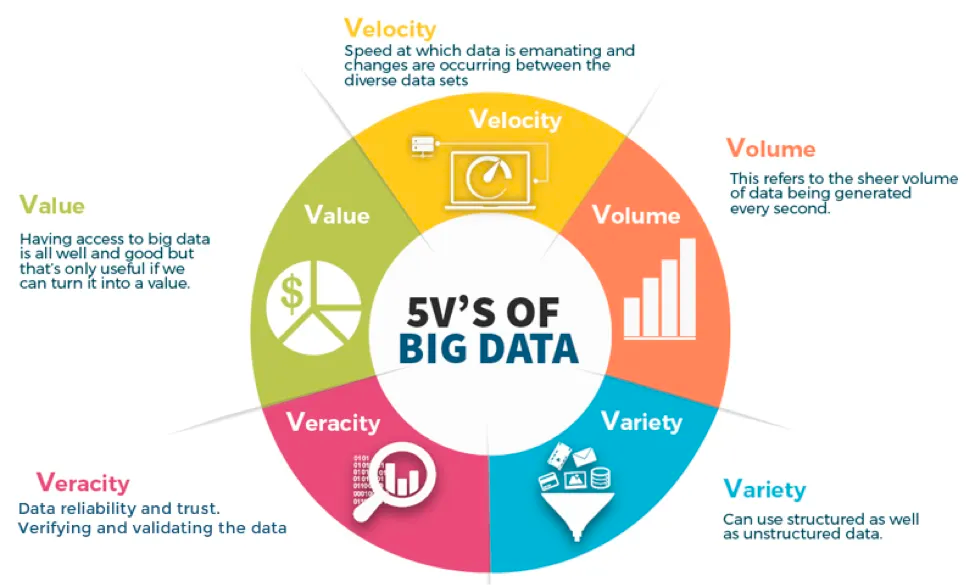 Velocity
Speed at which data is emanating and
changes are occurring between the
diverse data sets
Velocity
Volume
This refers to the sheer volume
of data being generated
every second.
Value
Having access to big data
is all well and good but
that's only useful if we
can turn it into a value.
Value
$
Volume
5V'S OF
BIG DATA
Veracity
Variety
Veracity
Data reliability and trust.
Verifying and validating the data
Variety
Can use structured as well
as unstructured data.